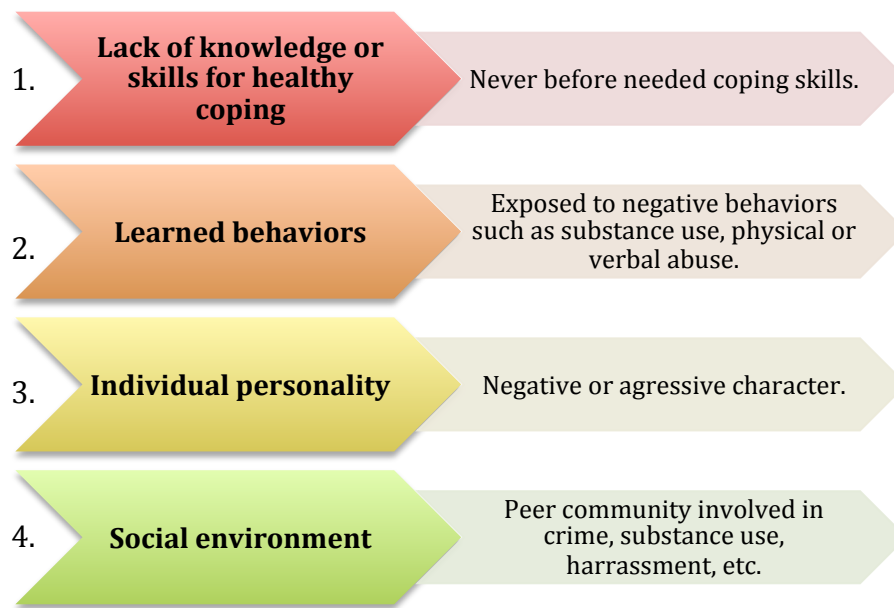 1.
Lack of knowledge or
skills for healthy
coping
Never before needed coping skills.
2.
Learned behaviors
Exposed to negative behaviors
such as substance use, physical or
verbal abuse.
3.
Individual personality
Negative or agressive character.
4.
Social environment
Peer community involved in
crime, substance use,
harrassment, etc.